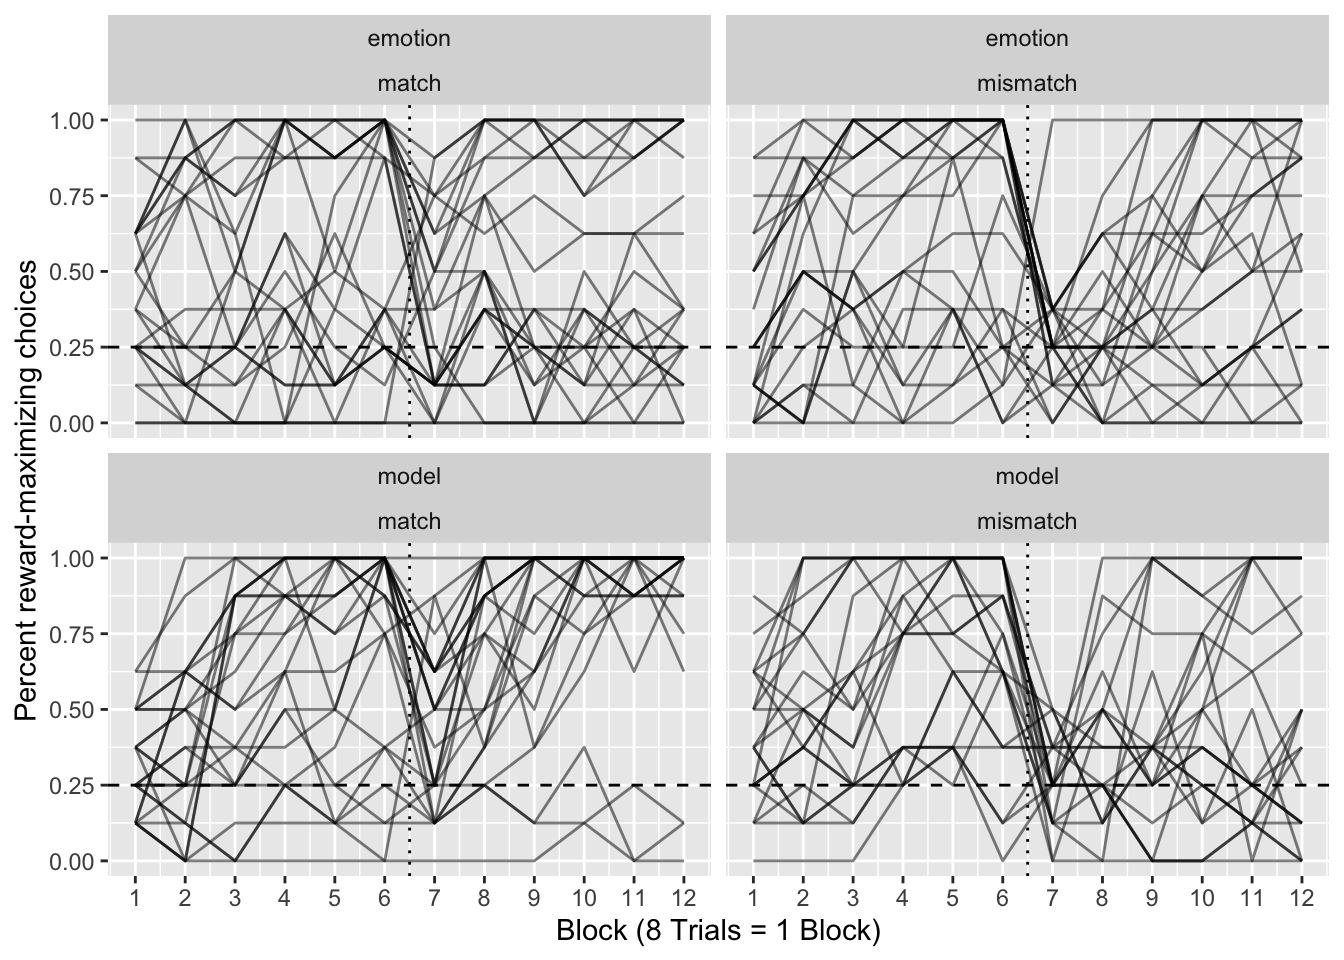 emotion
match
emotion
mismatch
1.00
0.75
0.50
0.25
0.00
model
match
model
mismatch
1.00
0.75
0.50
0.25
0.00
Percent reward-maximizing choices
1 2 3 4 5 6 7 8 9 10 11 12
1 2 3 4 5 6 7 8 9 10 11 12
Block (8 Trials = 1 Block)